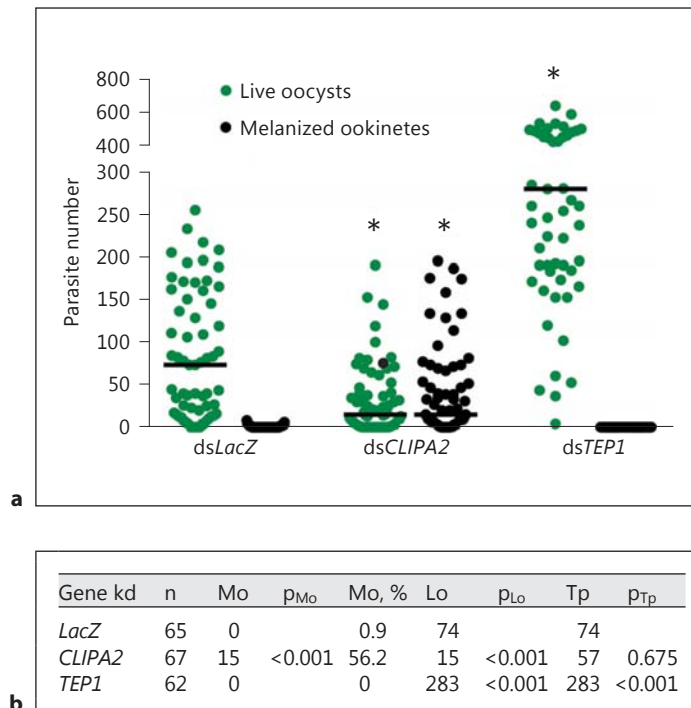 800
600
400
300
200
100
50
0
150
250
Parasite number
Live oocysts
Melanized ookinetes
*
*
*
dsLacZ
dsCLIPA2
dsTEP1
a
Gene kd n Mo pMo Mo, % Lo pLo Tp pTp
LacZ 65 0 0.9 74 74
CLIPA2 67 15 <0.001 56.2 15 <0.001 57 0.675
TEP1 62 0 0 283 <0.001 283 <0.001
b